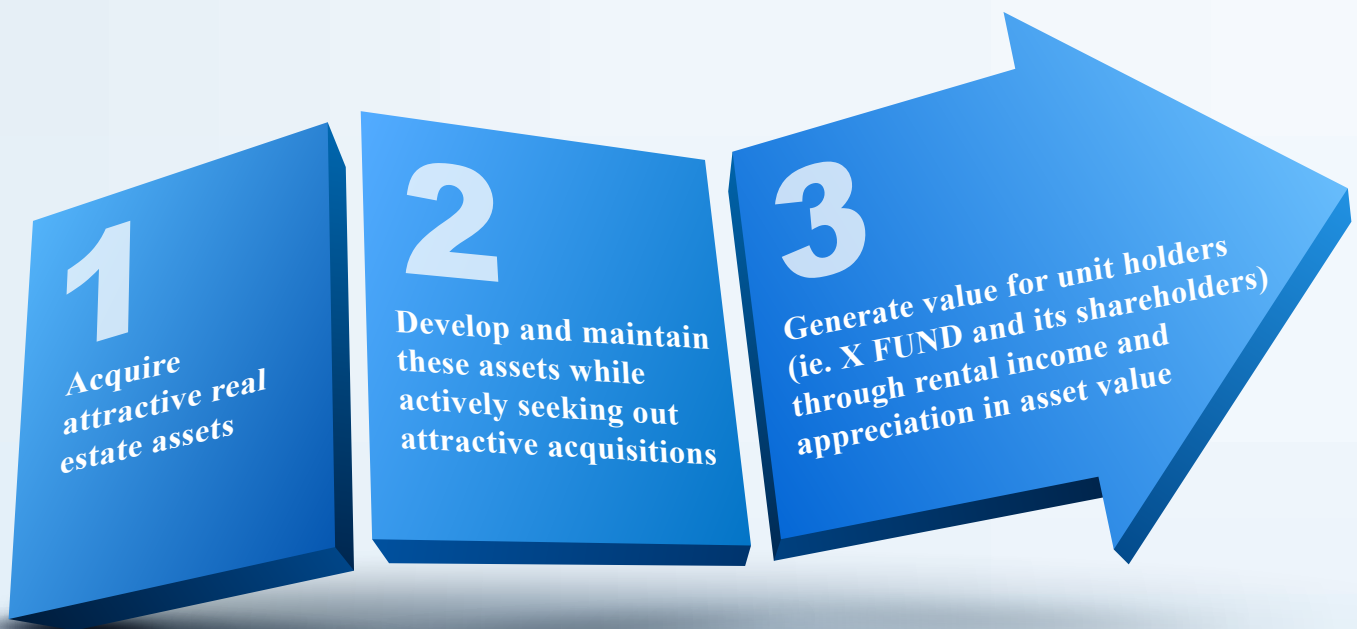 1
Acquire
attractive real
estate assets
2
Develop and maintain
these assets while
actively seeking out
attractive acquisitions
3
Generate value for unit holders
(ie. X FUND and its shareholders)
through rental income and
appreciation in asset value